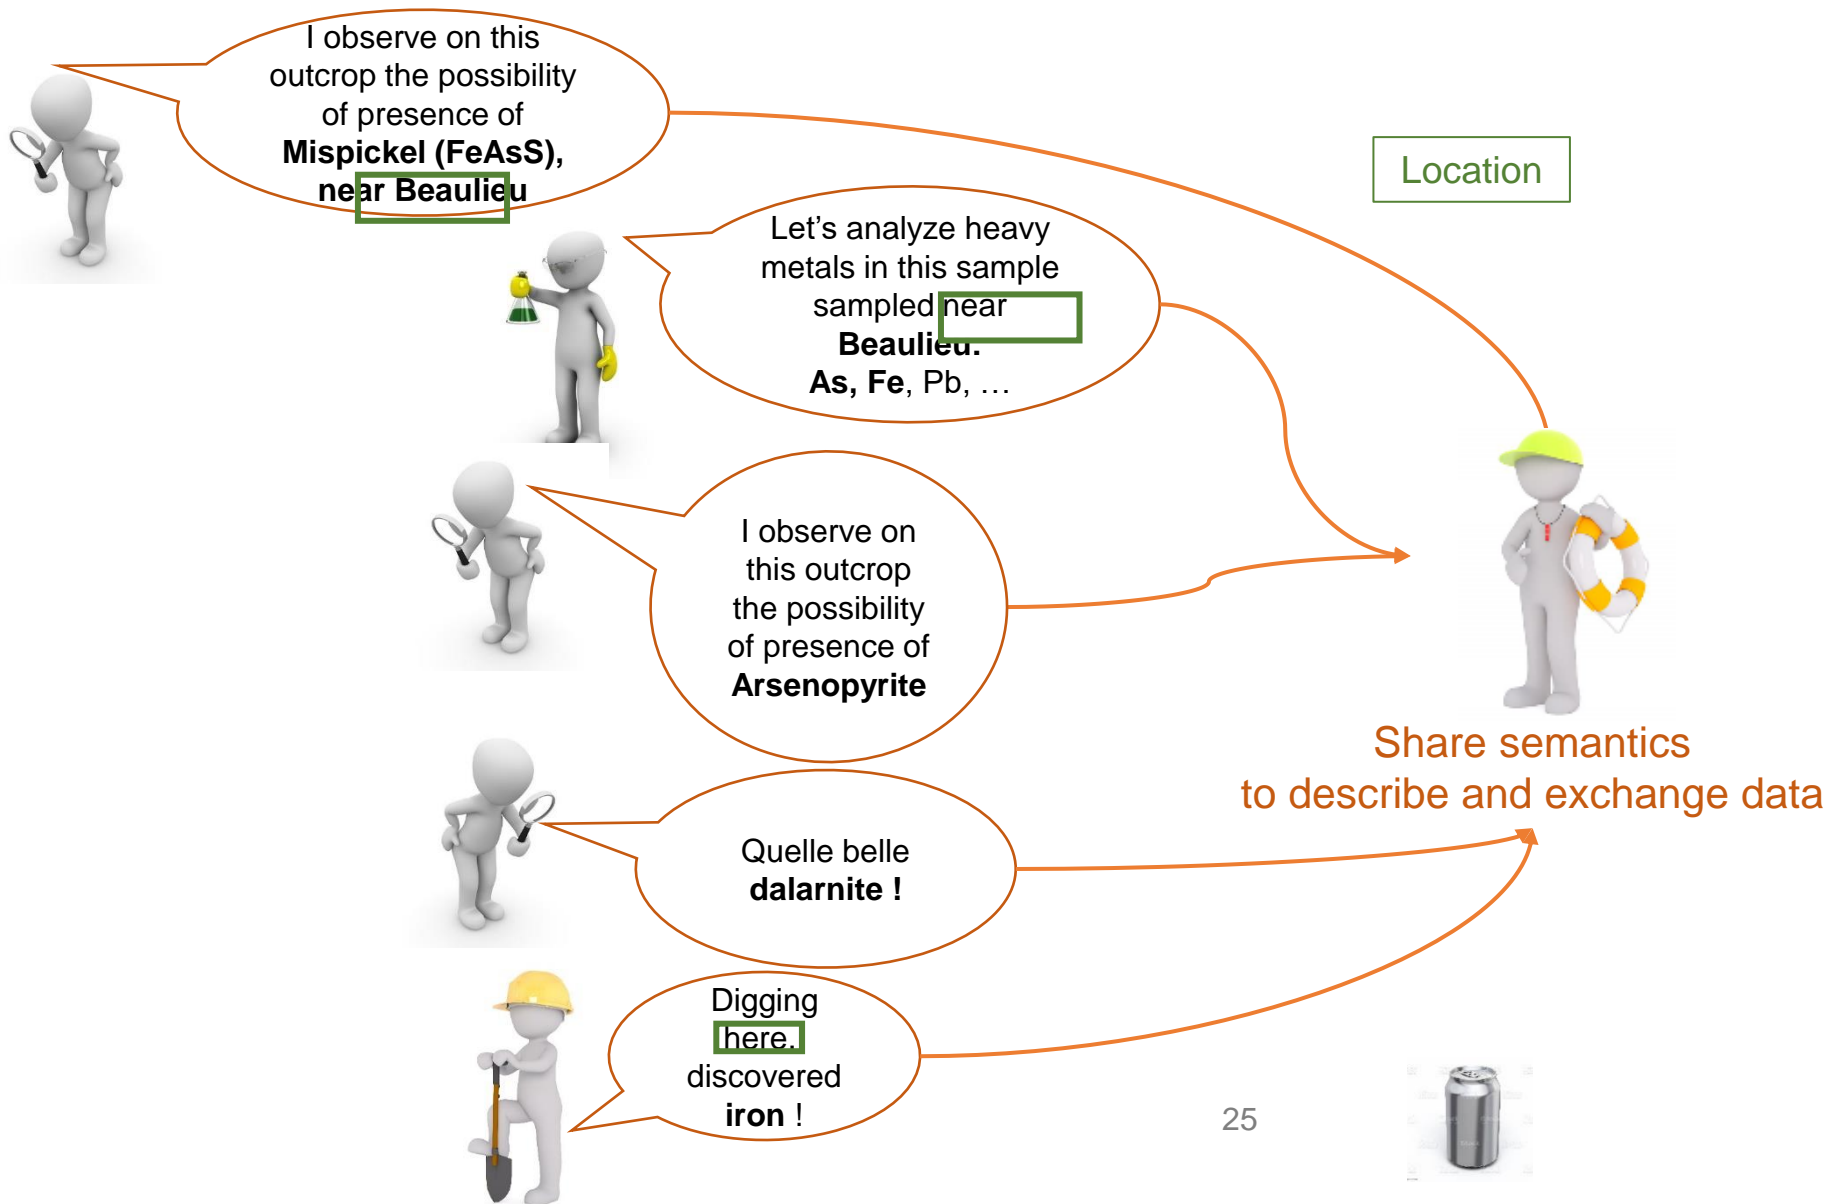 I observe on this
outcrop the possibility
of presence of
Mispickel (FeAsS),
near Beaulieu
Location
Let’s analyze heavy
metals in this sample
sampled near
Beaulieu.
As, Fe, Pb, …
I observe on
this outcrop
the possibility
of presence of
Arsenopyrite
Share semantics
to describe and exchange data
Quelle belle
dalarnite !
Digging
here,
discovered
iron !
25